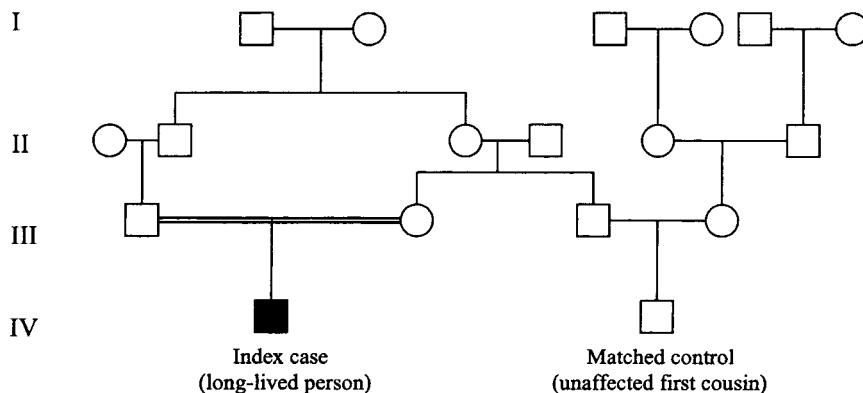 I
II
III
IV
Index case
(long-lived person)
Matched control
(unaffected first cousin)